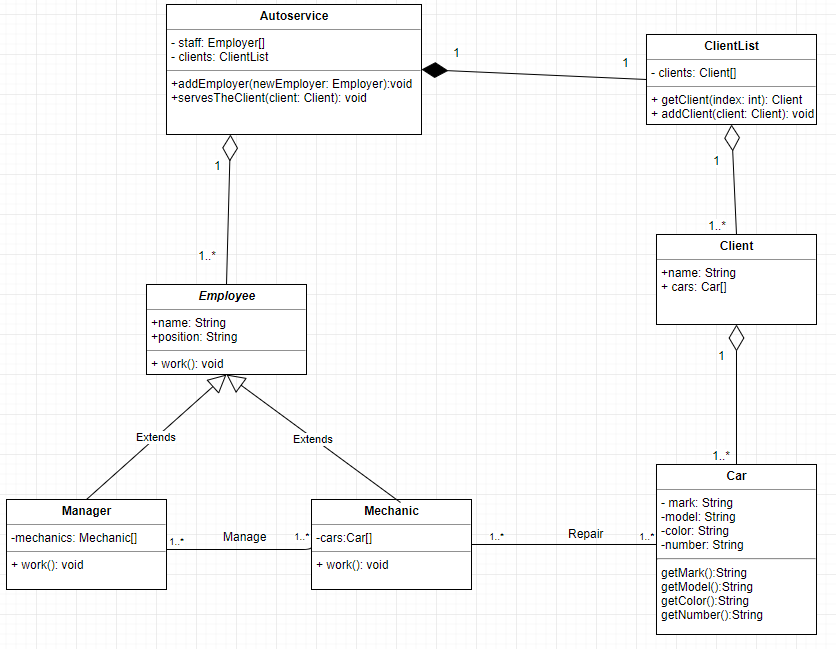 Autoservice
- staff: Employer[]
- clients: ClientList
+addEmployer(newEmployer: Employer):void
+servesTheClient(client: Client): void
1
1
ClientList
- clients: Client[]
+ getClient(index: int): Client
+ addClient(client: Client): void
1
1..*
1
1..*
Client
+name: String
+ cars: Car[]
Employee
+name: String
+position: String
+ work(): void
1
1..*
Extends
Extends
Manager
-mechanics: Mechanic[]
+ work(): void
1..*
Manage
1..*
Mechanic
-cars:Car[]
+ work(): void
1..*
Repair
1..*
Car
- mark: String
-model: String
-color: String
-number: String
getMark():String
getModel():String
getColor():String
getNumber():String